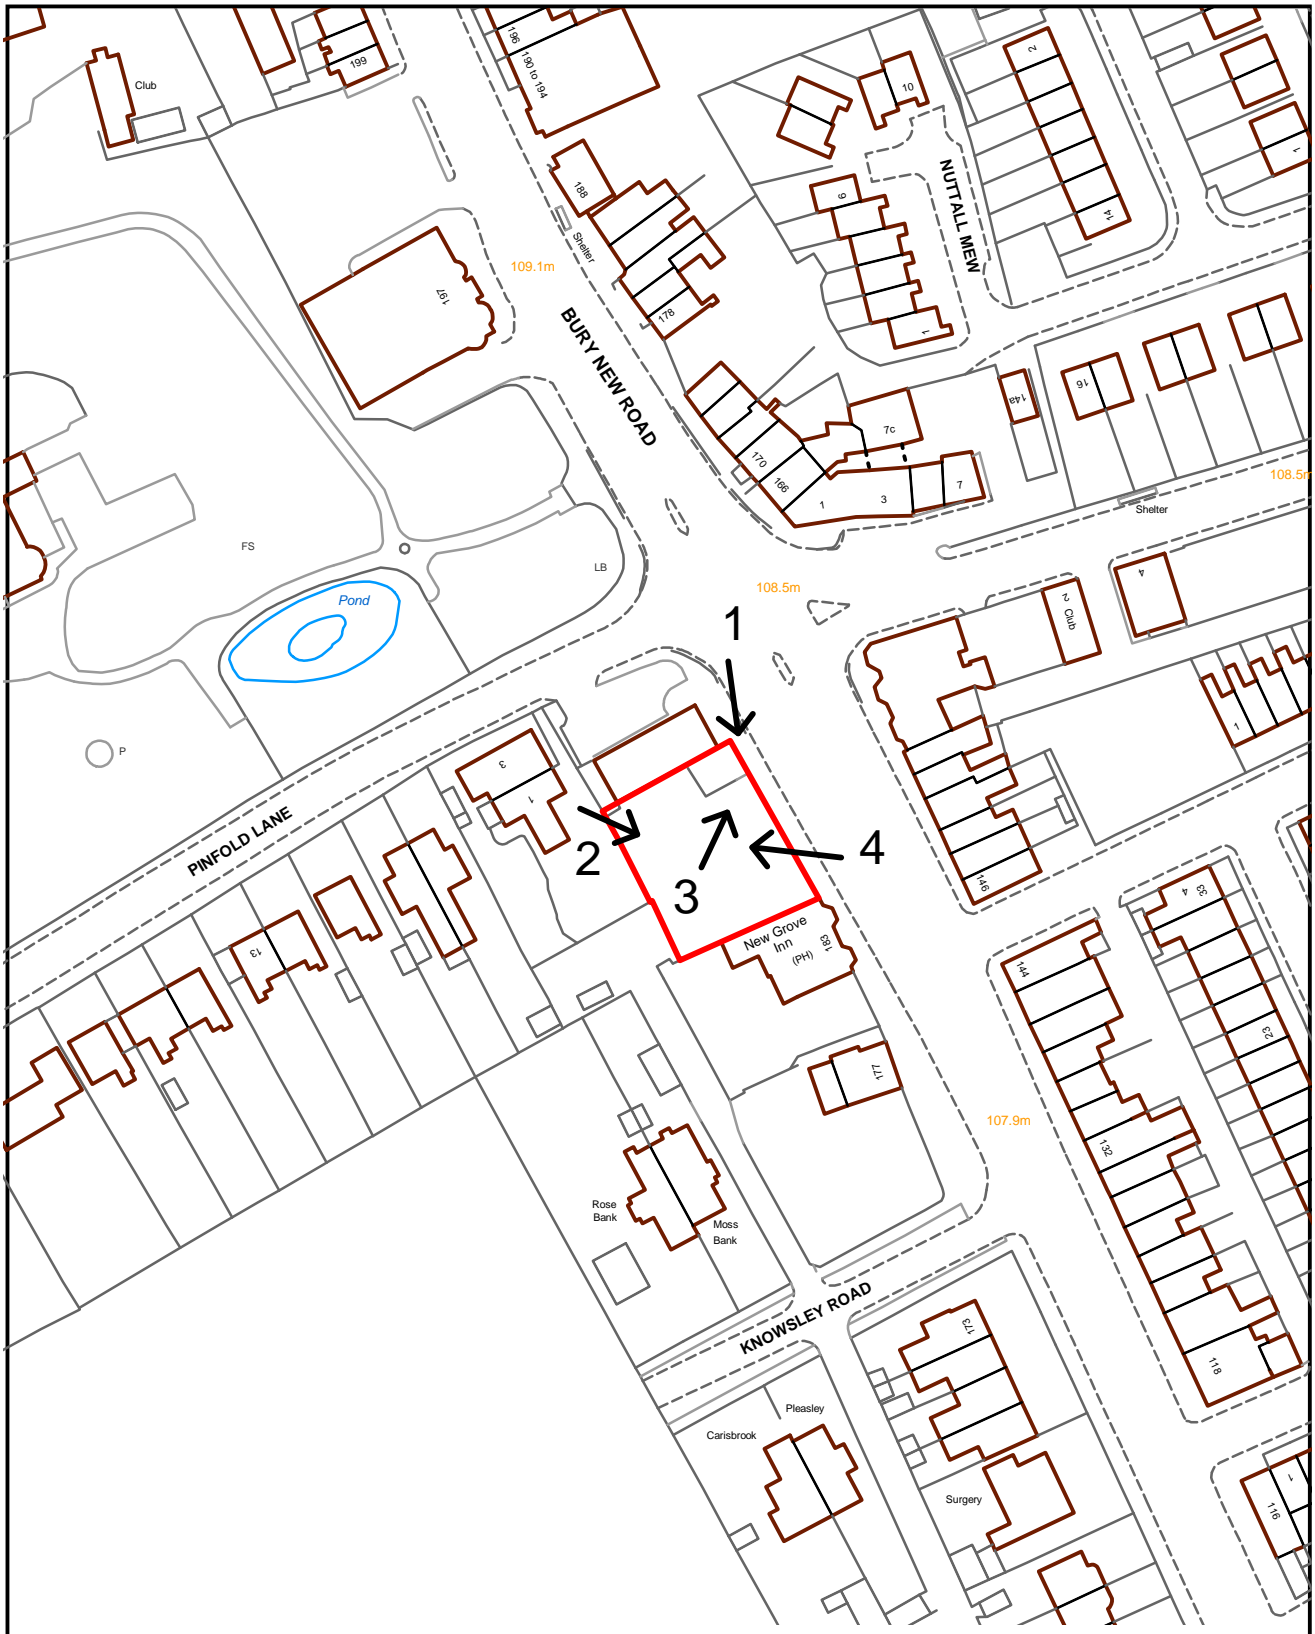 Club
199
196
190 to 194
188
Shelter
109.1m
197
178
BURY NEW ROAD
10
2
1
NUTTALL MEW
9
14
1
16
14a
7c
170
166
1
3
7
108.5m
Shelter
FS
LB
Pond
108.5m
2 Club
4
1
1
P
3
1
PINFOLD LANE
2
3
4
146
New Grove
Inn
(PH)
183
13
144
33
4
23
177
107.9m
132
Rose
Bank
Moss
Bank
KNOWSLEY ROAD
173
118
Pleasley
Carisbrook
Surgery
1
116